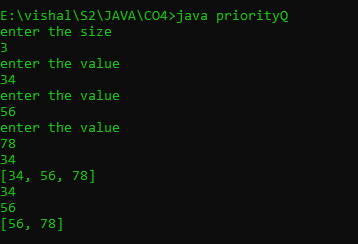 E:\vishal\S2\JAVA\CO4>java priorityQ
enter the size
3
enter the value
34
enter the value
56
enter the value
78
34
[34, 56, 78]
34
56
[56, 78]